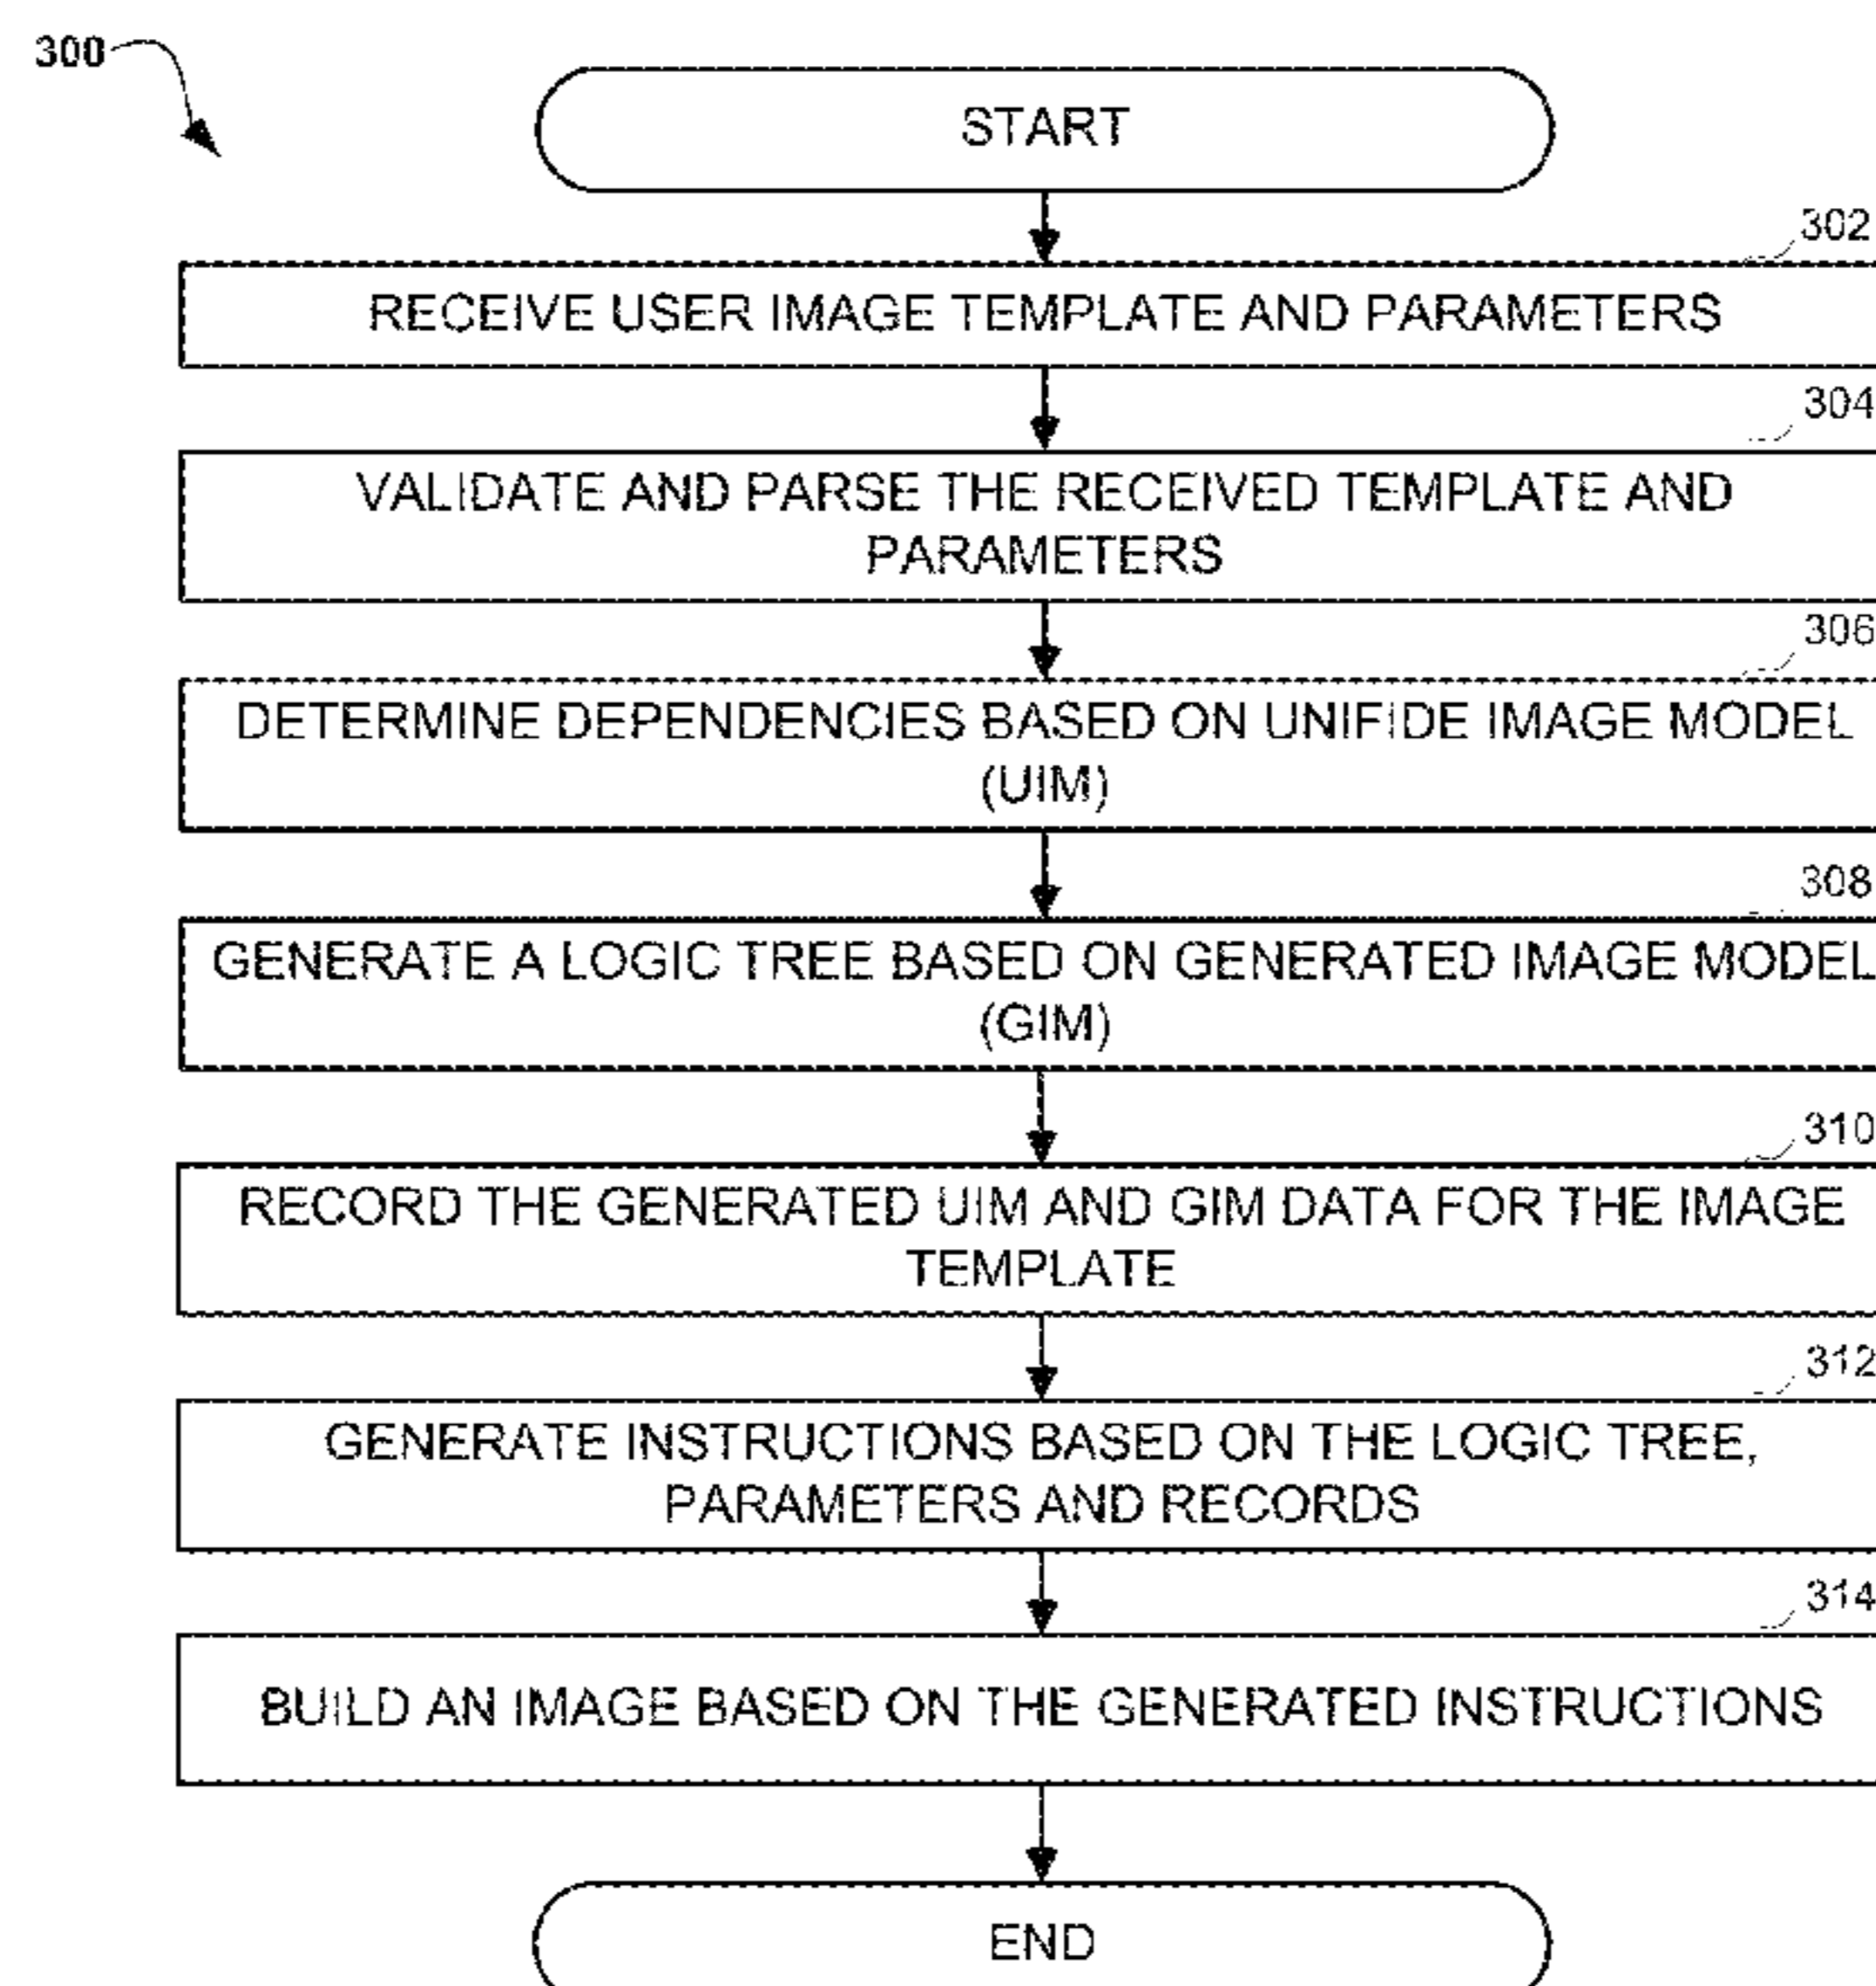 300
START
302
RECEIVE USER IMAGE TEMPLATE AND PARAMETERS
304
VALIDATE AND PARSE THE RECEIVED TEMPLATE AND
PARAMETERS
306
DETERMINE DEPENDENCIES BASED ON UNIFIDE IMAGE MODEL
(UIM)
308
GENERATE A LOGIC TREE BASED ON GENERATED IMAGE MODEL
(GIM)
310
RECORD THE GENERATED UIM AND GIM DATA FOR THE IMAGE
TEMPLATE
312
GENERATE INSTRUCTIONS BASED ON THE LOGIC TREE,
PARAMETERS AND RECORDS
314
BUILD AN IMAGE BASED ON THE GENERATED INSTRUCTIONS
END